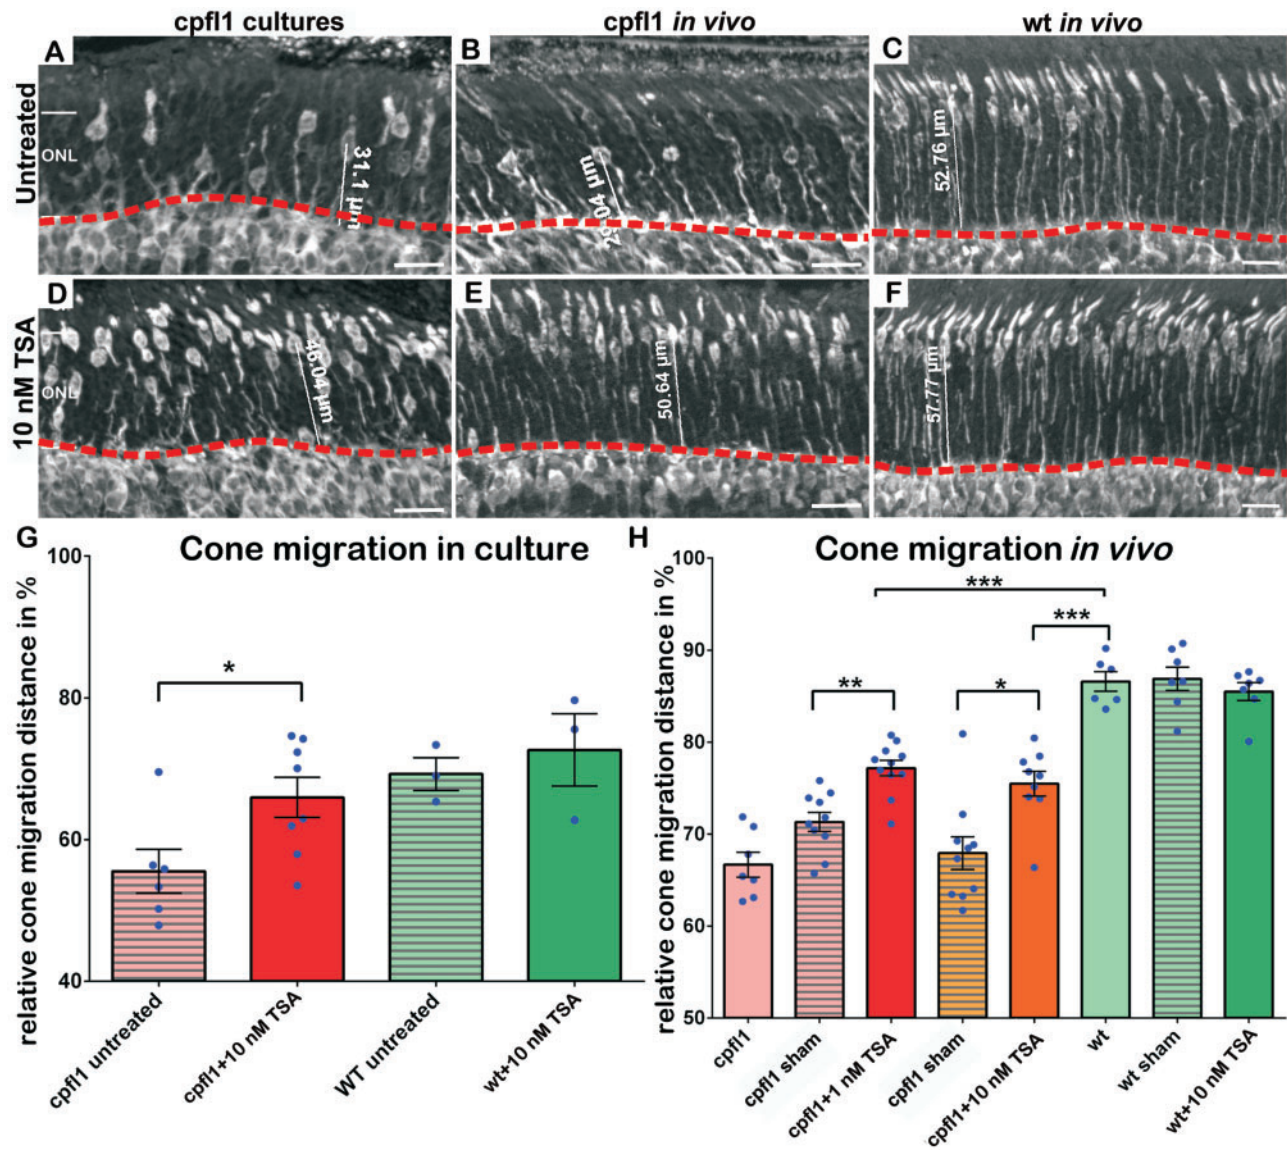 cpfl1 cultures
cpfl1 in vivo
wt in vivo
Untreated
A
B
C
ONL
31.1 µm
29.04 µm
52.76 µm
10 nM TSA
D
E
F
ONL
46.04 µm
50.64 µm
57.77 µm
G
Cone migration in culture
relative cone migration distance in %
100
80
60
40
*
cpfl1 untreated
cpfl1+10 nM TSA
WT untreated
wt+10 nM TSA
H
Cone migration in vivo
relative cone migration distance in %
100
90
80
70
60
50
***
***
**
*
cpfl1
cpfl1 sham
cpfl1+1 nM TSA
cpfl1 sham
cpfl1+10 nM TSA
wt
wt sham
wt+10 nM TSA